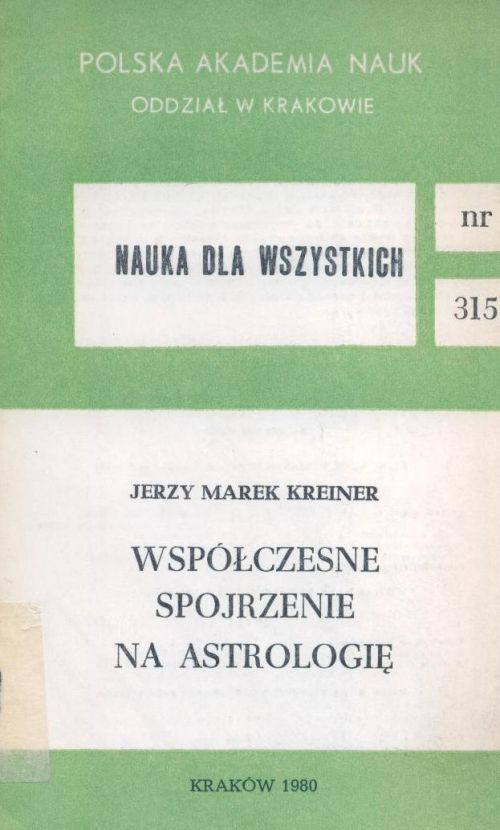 POLSKA AKADEMIA NAUK
ODDZIAŁ W KRAKOWIE
NAUKA DLA WSZYSTKICH
nr
315
JERZY MAREK KREINER
WSPÓŁCZESNE
SPOJRZENIE
NA ASTROLOGIĘ
KRAKÓW 1980